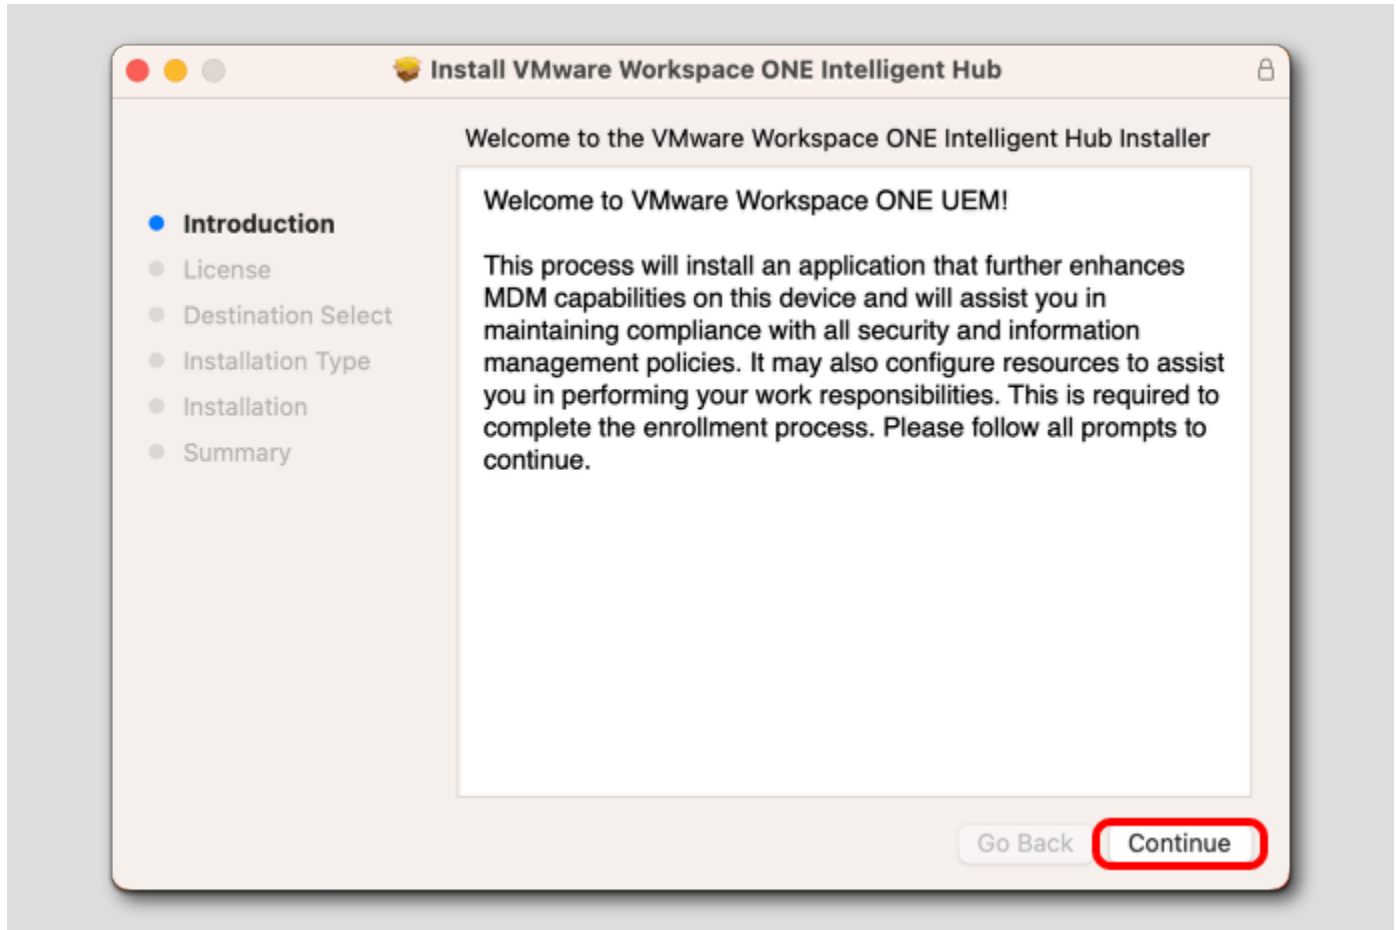 Install VMware Workspace ONE Intelligent Hub
Welcome to the VMware Workspace ONE Intelligent Hub Installer
Introduction
License
Destination Select
Installation Type
Installation
Summary
Welcome to VMware Workspace ONE UEM!
This process will install an application that further enhances
MDM capabilities on this device and will assist you in
maintaining compliance with all security and information
management policies. It may also configure resources to assist
you in performing your work responsibilities. This is required to
complete the enrollment process. Please follow all prompts to
continue.
Go Back
Continue